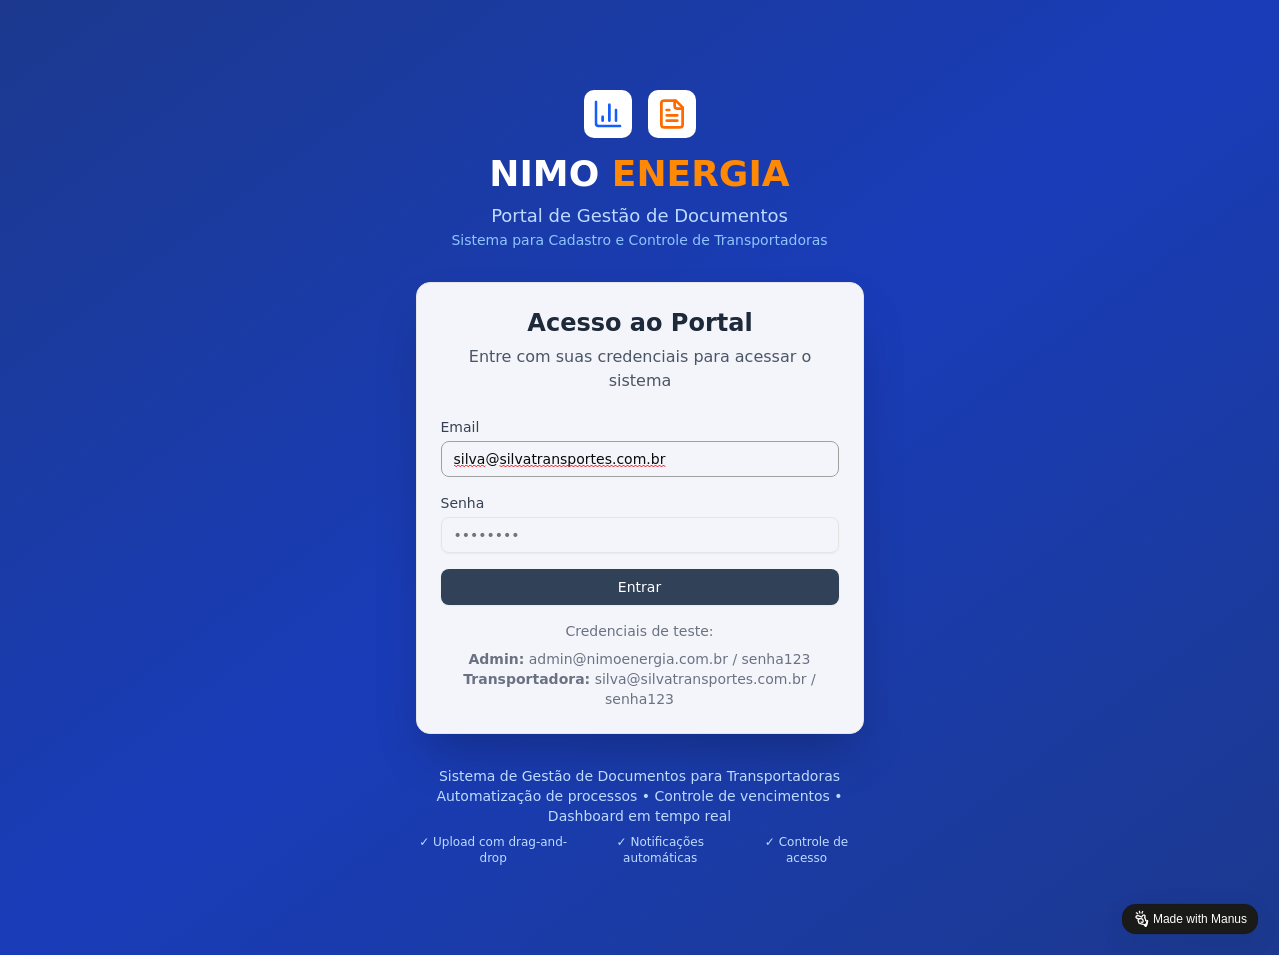 NIMO ENERGIA
Portal de Gestão de Documentos
Sistema para Cadastro e Controle de Transportadoras
Acesso ao Portal
Entre com suas credenciais para acessar o
sistema
Email
silva@silvatransportes.com.br
Senha
••••••••
Entrar
Credenciais de teste:
Admin: admin@nimoenergia.com.br / senha123
Transportadora: silva@silvatransportes.com.br /
senha123
Sistema de Gestão de Documentos para Transportadoras
Automatização de processos • Controle de vencimentos •
Dashboard em tempo real
✓ Upload com drag-and-
drop
✓ Notificações
automáticas
✓ Controle de
acesso
Made with Manus